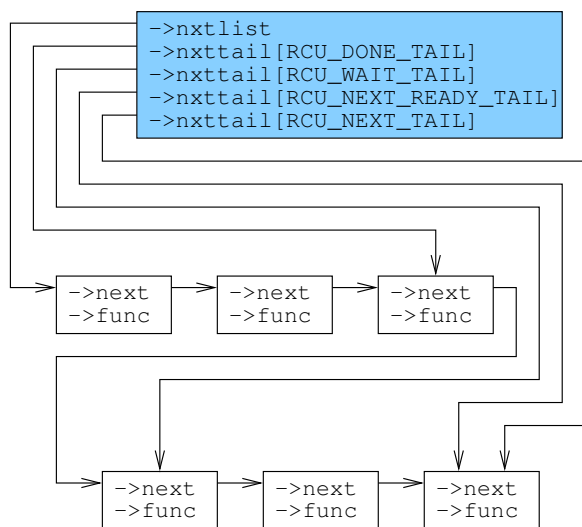 ->nxtlist
->nxttail[RCU_DONE_TAIL]
->nxttail[RCU_WAIT_TAIL]
->nxttail[RCU_NEXT_READY_TAIL]
->nxttail[RCU_NEXT_TAIL]
->next
->func
->next
->func
->next
->func
->next
->func
->next
->func
->next
->func